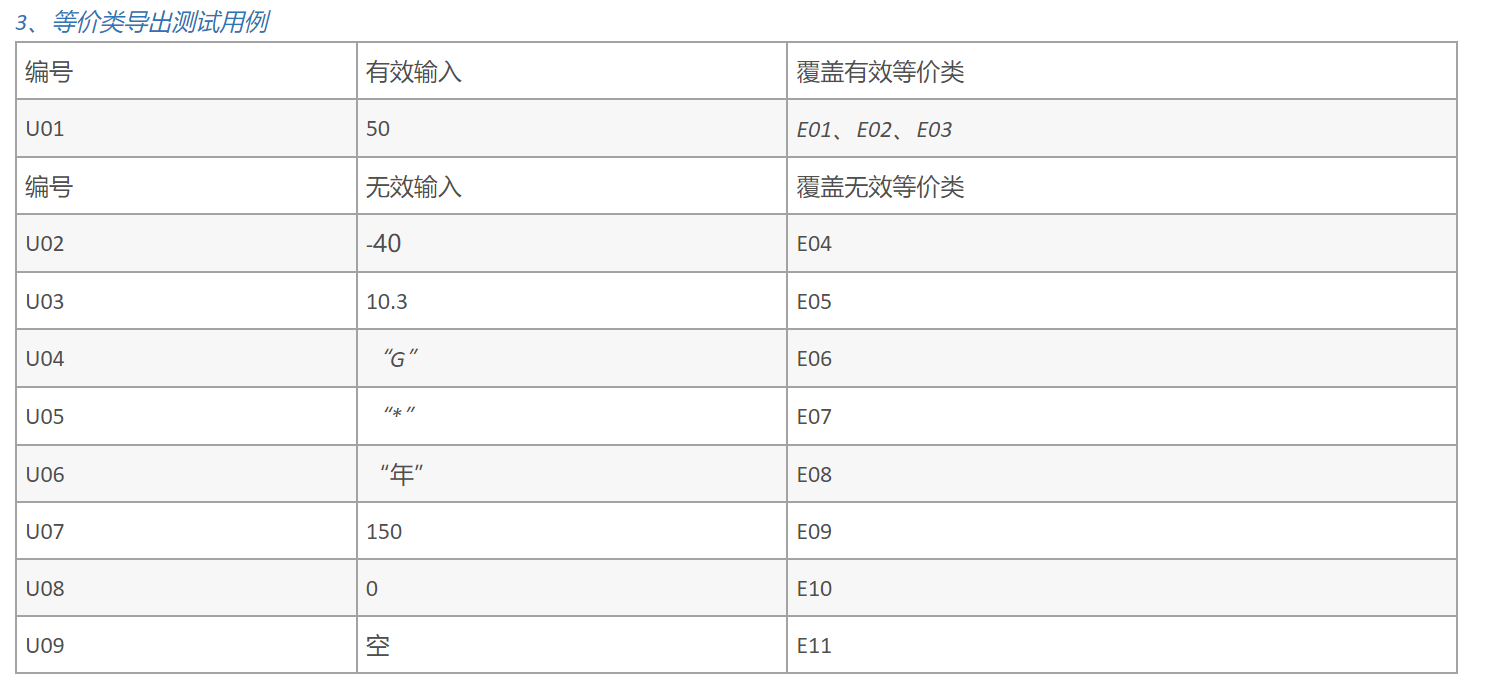 3、等价类导出测试用例
编号 有效输入 覆盖有效等价类
U01 50 E01、E02、E03
编号 无效输入 覆盖无效等价类
U02 -40 E04
U03 10.3 E05
U04 “G” E06
U05 “*” E07
U06 “年” E08
U07 150 E09
U08 0 E10
U09 空 E11